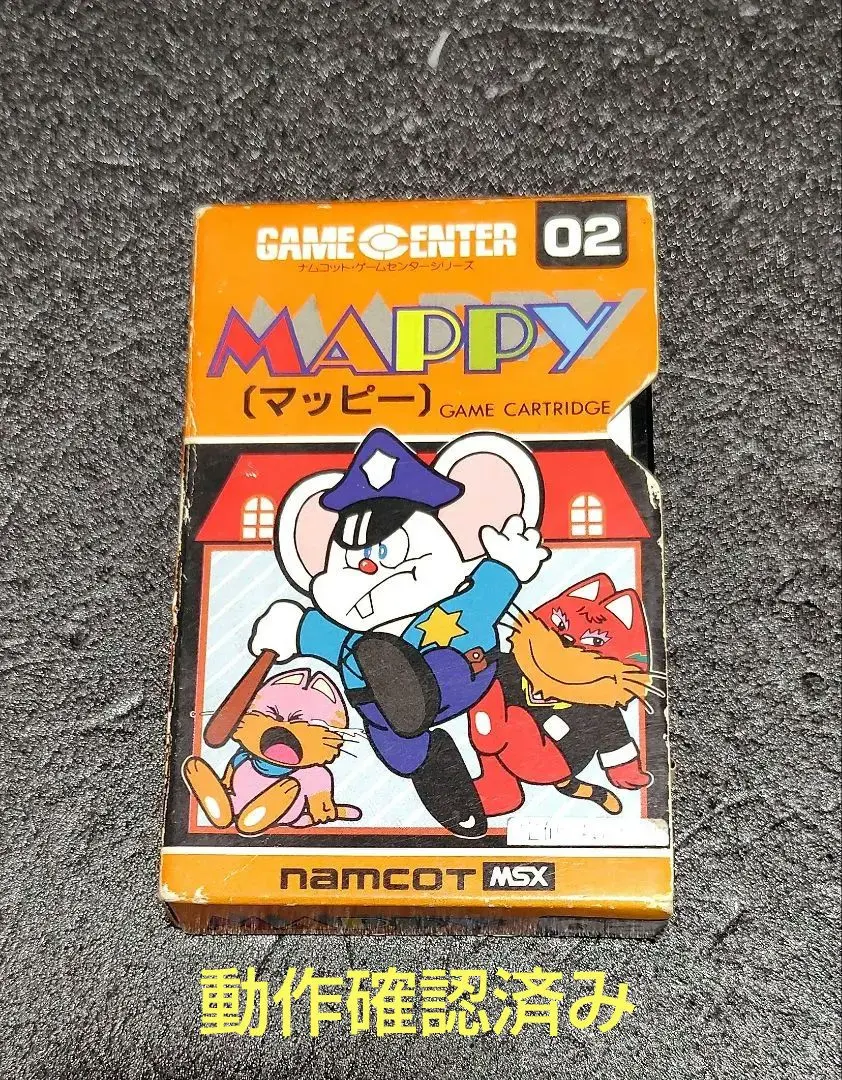 GAME CENTER 02
ナムコット・ゲームセンターシリーズ
MAPPY
〔マッピー〕 GAME CARTRIDGE
namcot MSX
動作確認済み